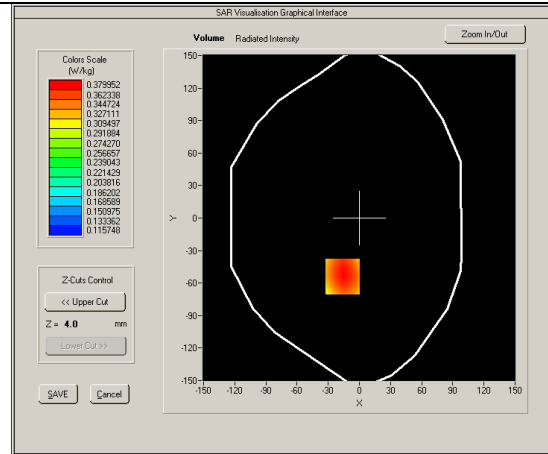 SAR Visualisation Graphical Interface
Volume Radiated Intensity
Zoom In/Out
Colors Scale
(W/kg)
0.379952
0.362338
0.344724
0.327111
0.309497
0.291884
0.274270
0.256657
0.239043
0.221429
0.203816
0.186202
0.168589
0.150975
0.133362
0.115748
Z-Cuts Control
<< Upper Cut
Z = 4.0 mm
Lower Cut >>
SAVE Cancel
150
120
90
60
30
0
-30
-60
-90
-120
-150
Y
-150 -120 -90 -60 -30 0 30 60 90 120 150
X